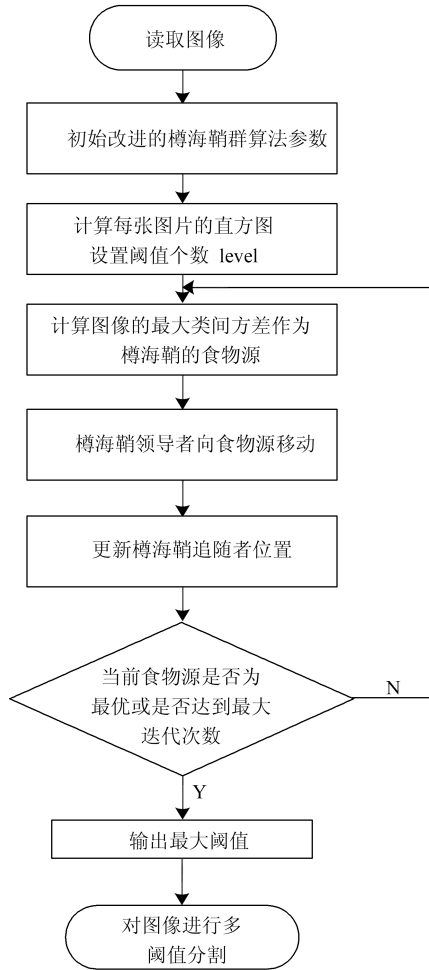 读取图像
初始改进的樽海鞘群算法参数
计算每张图片的直方图
设置阈值个数 level
计算图像的最大类间方差作为
樽海鞘的食物源
樽海鞘领导者向食物源移动
更新樽海鞘追随者位置
当前食物源是否为
最优或是否达到最大
迭代次数
N
Y
输出最大阈值
对图像进行多
阈值分割